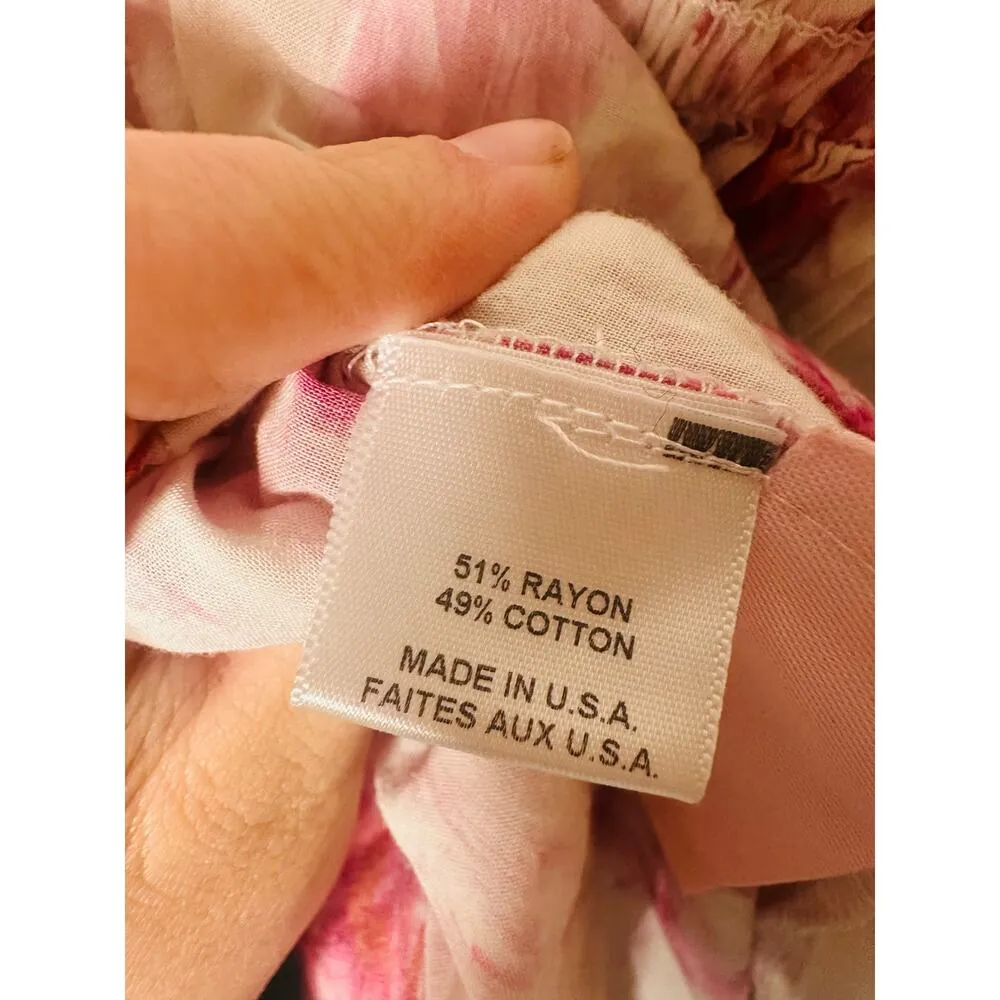 51% RAYON
49% COTTON
MADE IN U.S.A.
FAITES AUX U.S.A.